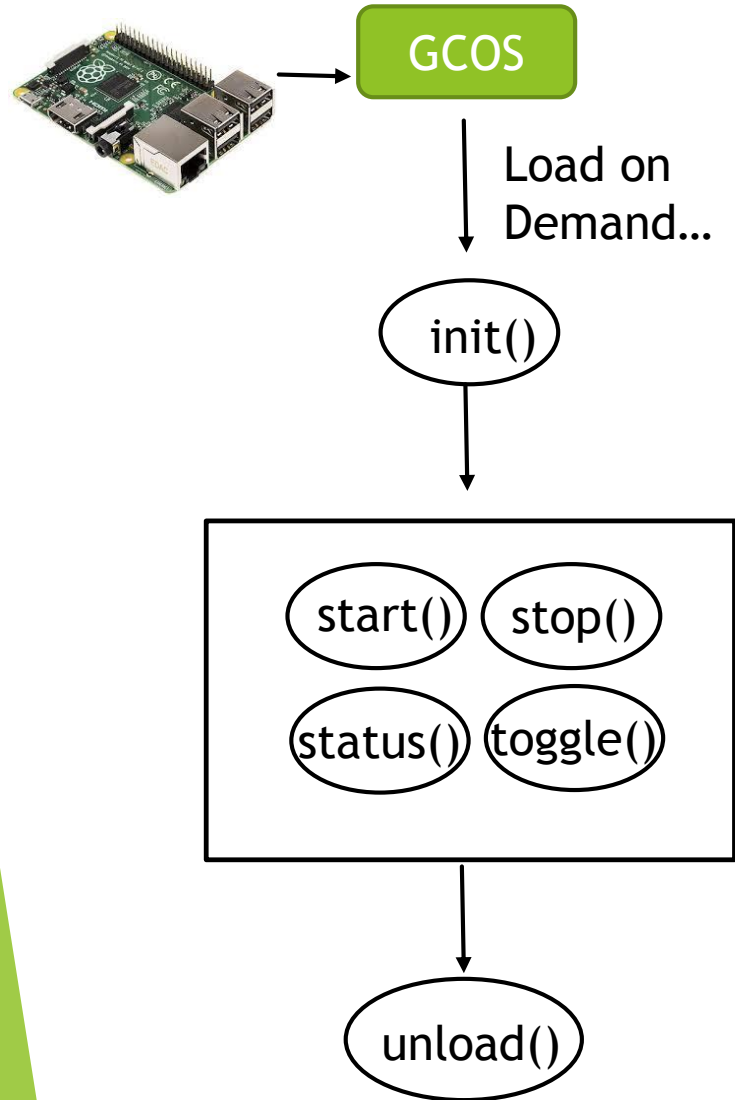 GCOS
Load on
Demand…
init()
start()
stop()
status()
toggle()
unload()